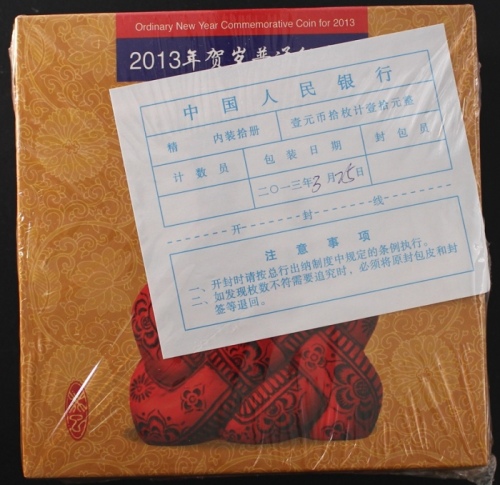 Ordinary New Year Commemorative Coin for 2013
2013年贺岁普通
中国人民银行
精 内装拾册 壹元币拾枚计壹拾元整
计数员 包装日期 封包员
二〇一三年3月25日
开 封 线
注意事项
一、开封时请按总行出纳制度中规定的条例执行。
二、如发现枚数不符需要追究时，必须将原封包皮和封
签等退回。